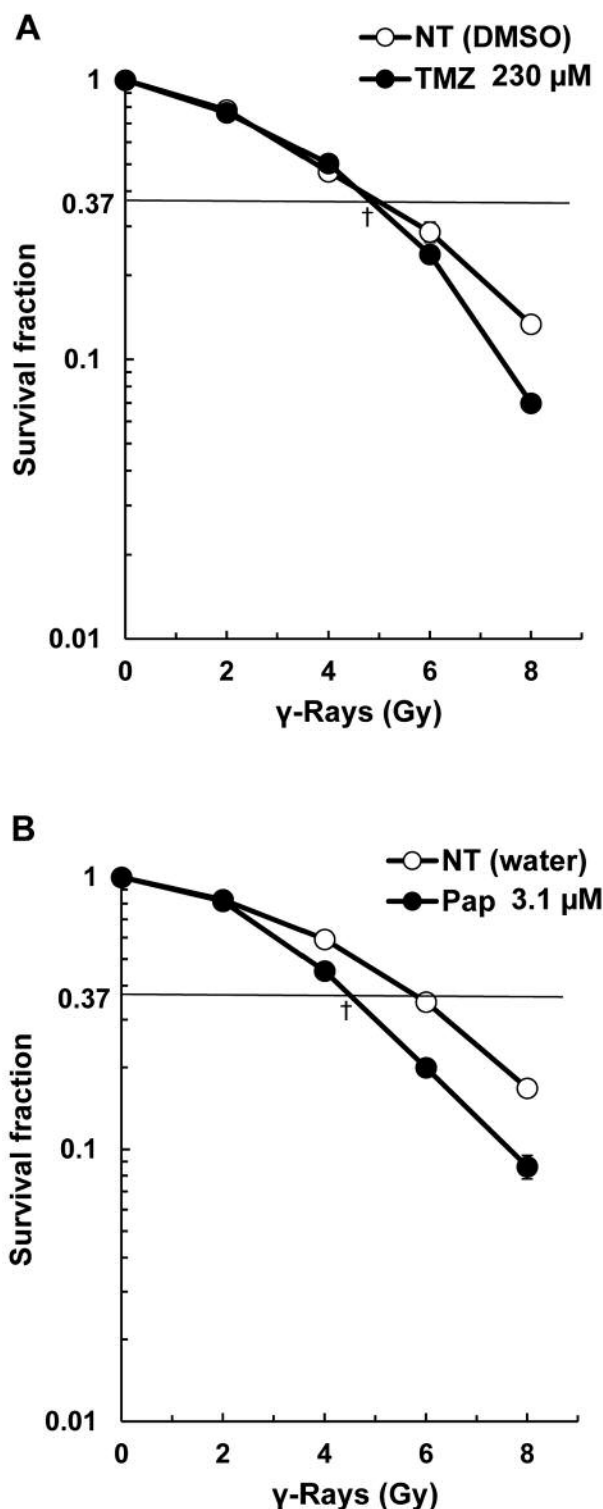 A
NT (DMSO)
TMZ 230 µM
1
0.37
†
0.1
0.01
Survival fraction
0 2 4 6 8
γ-Rays (Gy)
B
NT (water)
Pap 3.1 µM
1
0.37
†
0.1
0.01
Survival fraction
0 2 4 6 8
γ-Rays (Gy)